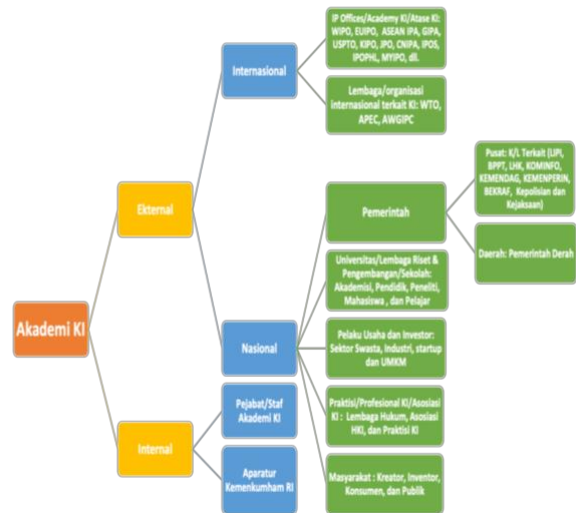 IP Offices/Academy KI/Atase KI:
WIPO, EUIPO, ASEAN IPA, GIPA,
USPTO, KIPO, JPO, CNIPA, IPOS,
IPOPHL, MYIPO, dll.
Internasional
Lembaga/organisasi
internasional terkait KI: WTO,
APEC, AWGIPC
Pusat: K/L Terkait (LIPI,
BPPT, LHK, KOMINFO,
KEMENDAG, KEMENPERIN,
BEKRAF, Kepolisian dan
Kejaksaan)
Ekternal
Pemerintah
Daerah: Pemerintah Derah
Universitas/Lembaga Riset &
Pengembangan/Sekolah:
Akademisi, Pendidik, Peneliti,
Mahasiswa , dan Pelajar
Akademi KI
Nasional
Pelaku Usaha dan Investor:
Sektor Swasta, Industri, startup
dan UMKM
Pejabat/Staf
Akademi KI
Praktisi/Profesional KI/Asosiasi
KI : Lembaga Hukum, Asosiasi
HKI, dan Praktisi KI
Internal
Aparatur
Kemenkumham RI
Masyarakat : Kreator, Inventor,
Konsumen, dan Publik